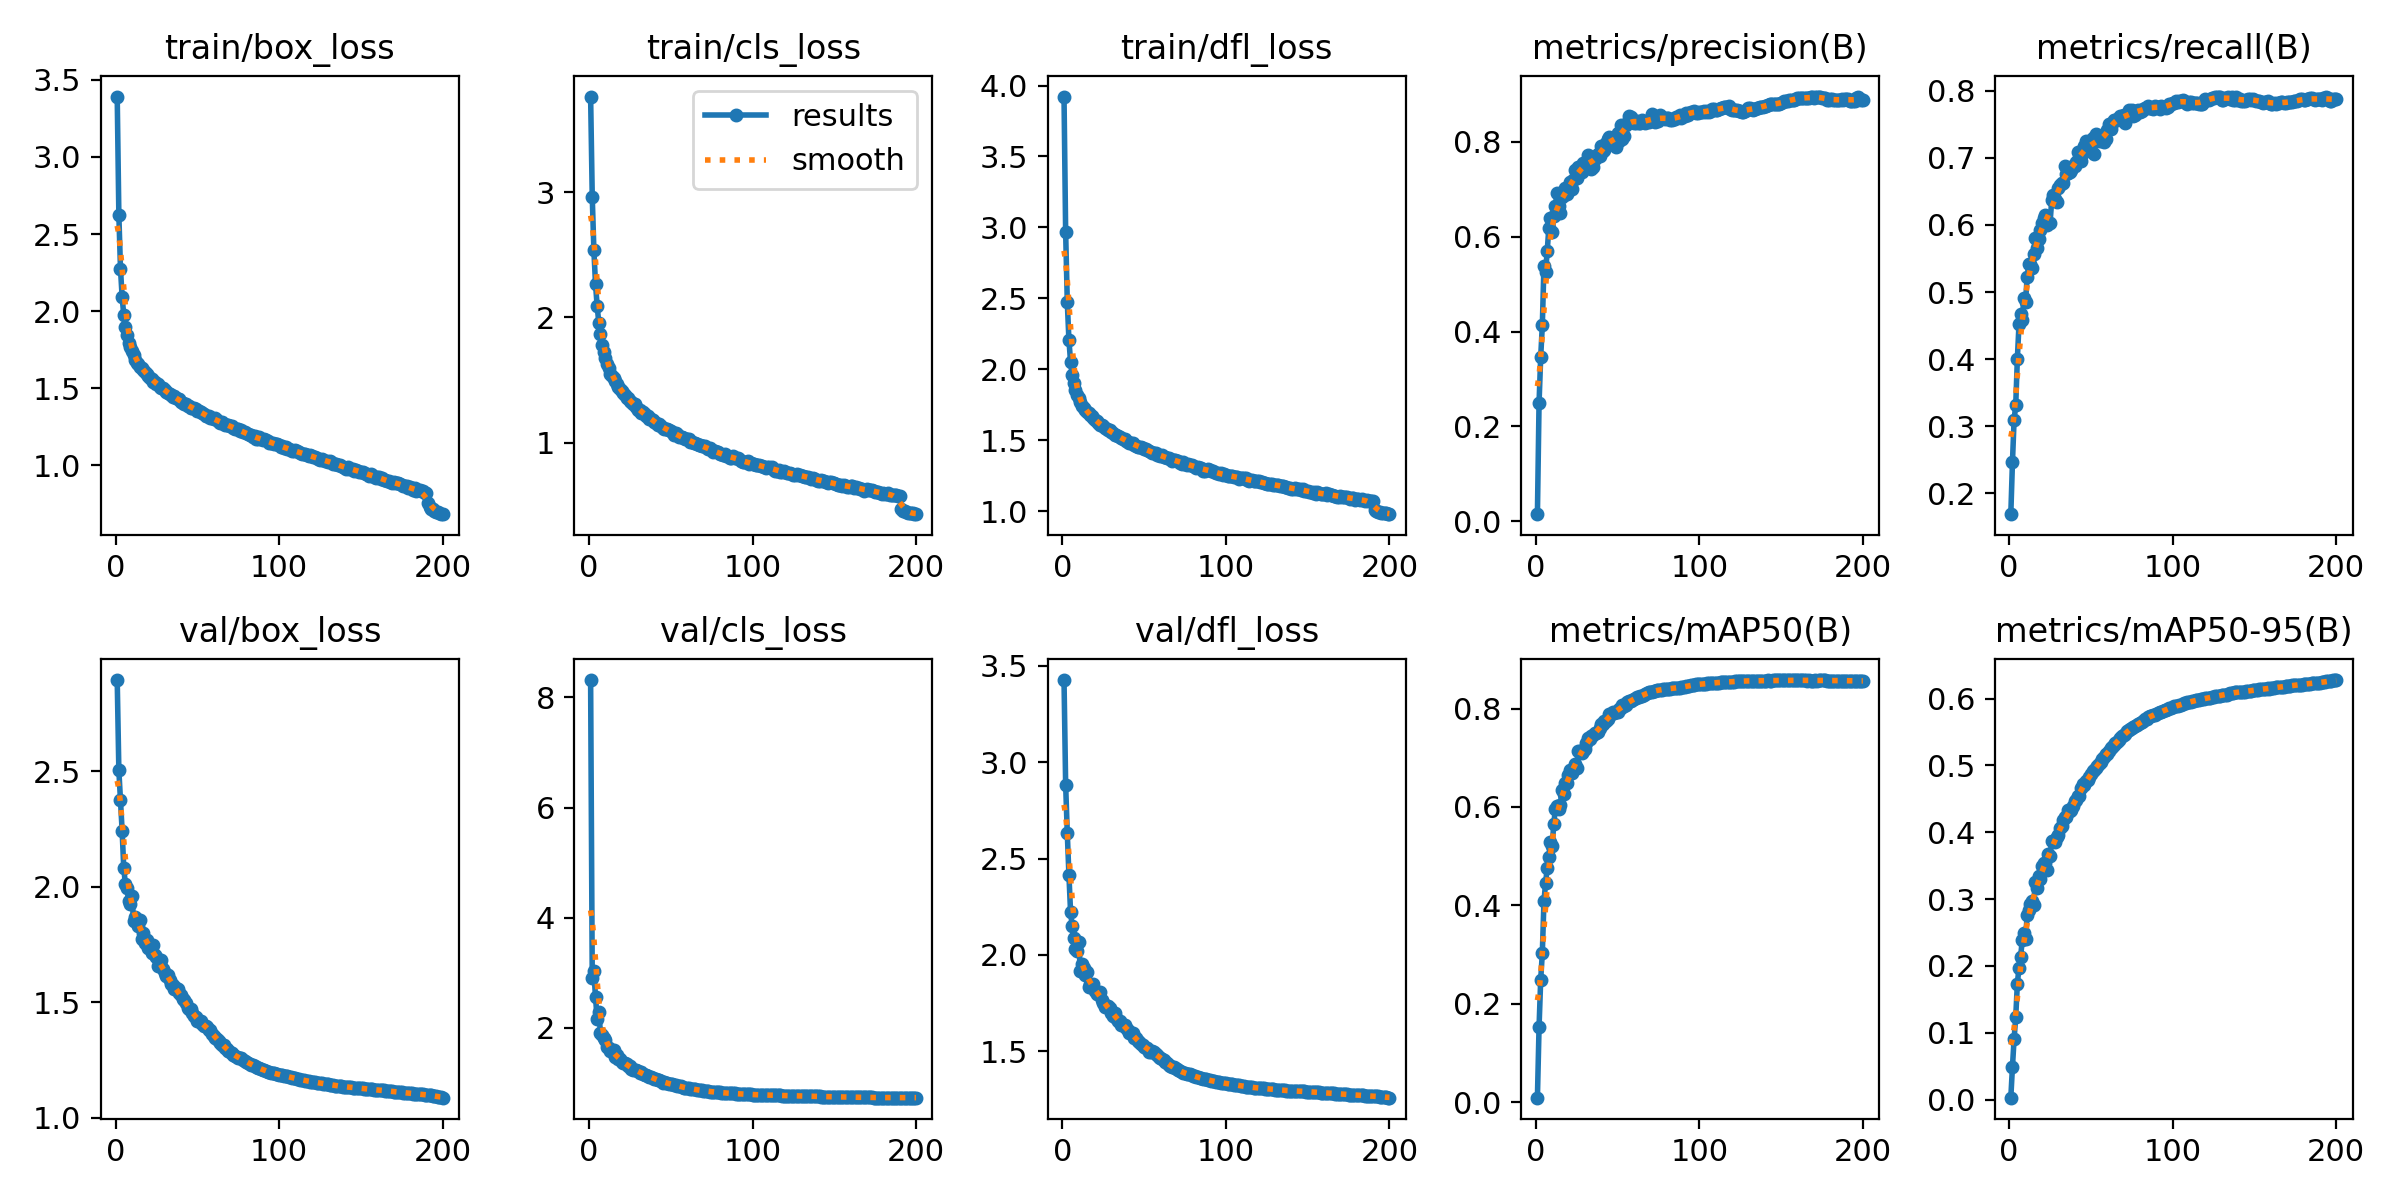 train/box_loss
3.5
3.0
2.5
2.0
1.5
1.0
0 100 200
train/cls_loss
results
smooth
3
2
1
0 100 200
train/dfl_loss
4.0
3.5
3.0
2.5
2.0
1.5
1.0
0 100 200
metrics/precision(B)
0.8
0.6
0.4
0.2
0.0
0 100 200
metrics/recall(B)
0.8
0.7
0.6
0.5
0.4
0.3
0.2
0 100 200
val/box_loss
2.5
2.0
1.5
1.0
0 100 200
val/cls_loss
8
6
4
2
0 100 200
val/dfl_loss
3.5
3.0
2.5
2.0
1.5
0 100 200
metrics/mAP50(B)
0.8
0.6
0.4
0.2
0.0
0 100 200
metrics/mAP50-95(B)
0.6
0.5
0.4
0.3
0.2
0.1
0.0
0 100 200